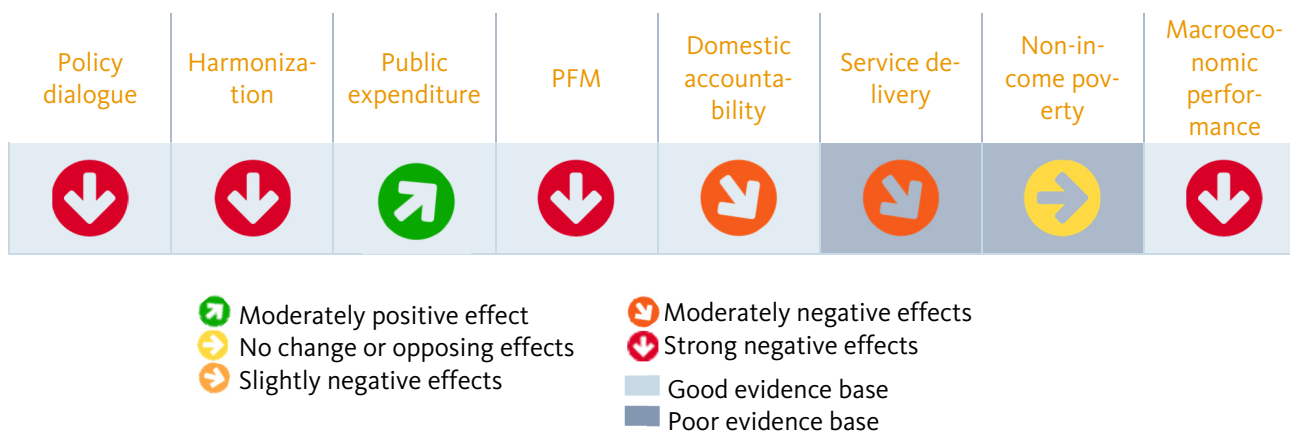 Policy
dialogue
Harmoniza-
tion
Public
expenditure
PFM
Domestic
accounta-
bility
Service de-
livery
Non-in-
come pov-
erty
Macroeco-
nomic
perfor-
mance
Moderately positive effect
No change or opposing effects
Slightly negative effects
Moderately negative effects
Strong negative effects
Good evidence base
Poor evidence base